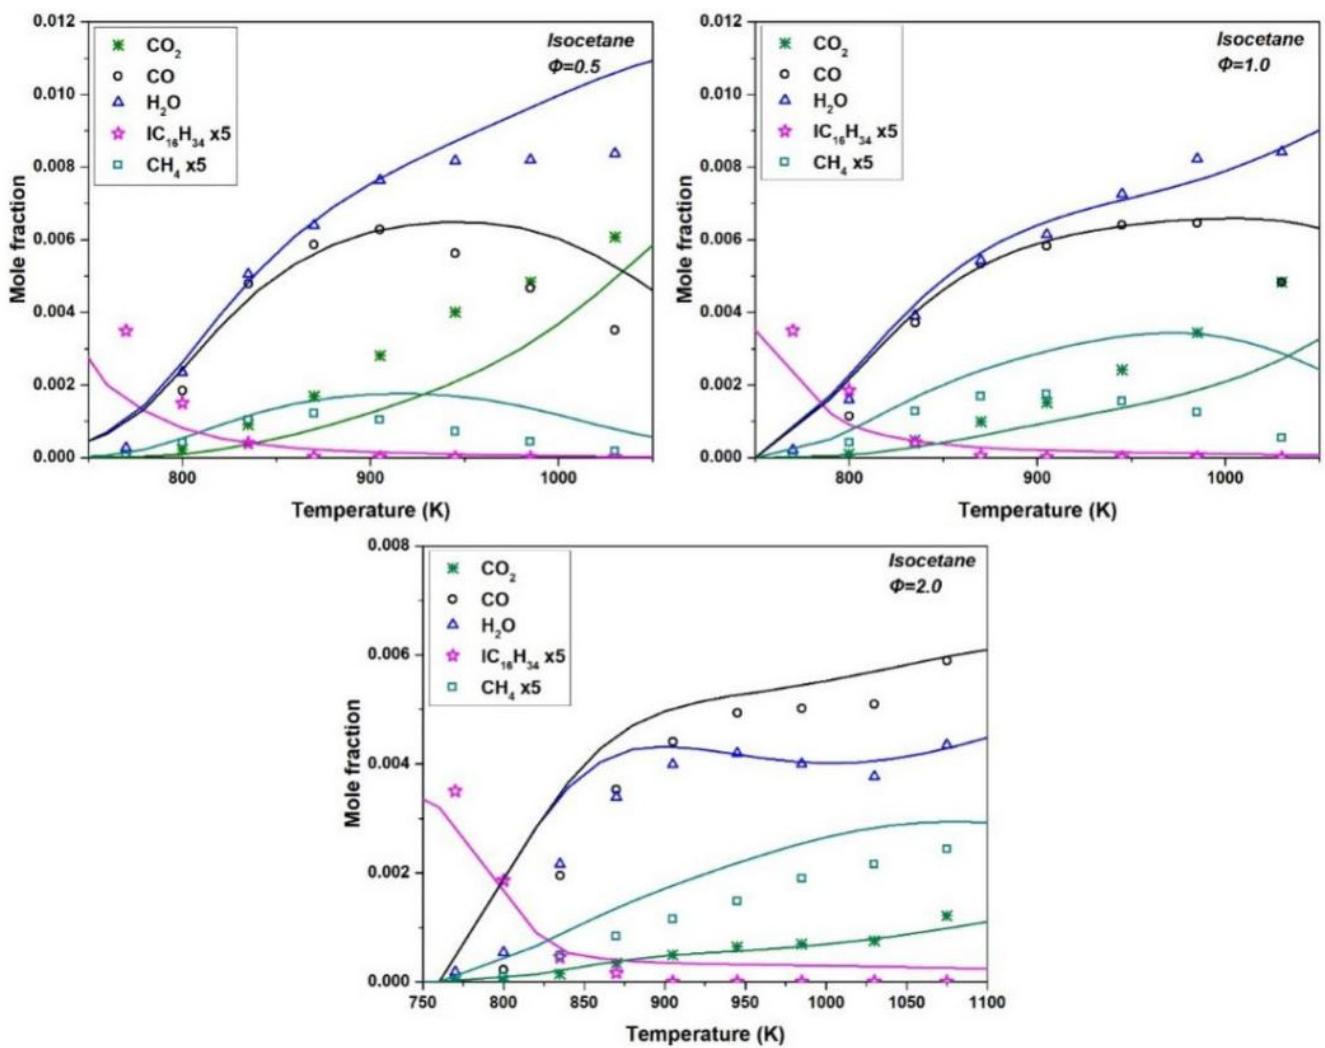 Isocetane
Φ=0.5
CO2
CO
H2O
IC16H34 x5
CH4 x5
0.012
0.010
0.008
0.006
0.004
0.002
0.000
Mole fraction
800
900
1000
Temperature (K)
Isocetane
Φ=1.0
CO2
CO
H2O
IC16H34 x5
CH4 x5
0.012
0.010
0.008
0.006
0.004
0.002
0.000
Mole fraction
800
900
1000
Temperature (K)
Isocetane
Φ=2.0
CO2
CO
H2O
IC16H34 x5
CH4 x5
0.008
0.006
0.004
0.002
0.000
Mole fraction
750
800
850
900
950
1000
1050
1100
Temperature (K)